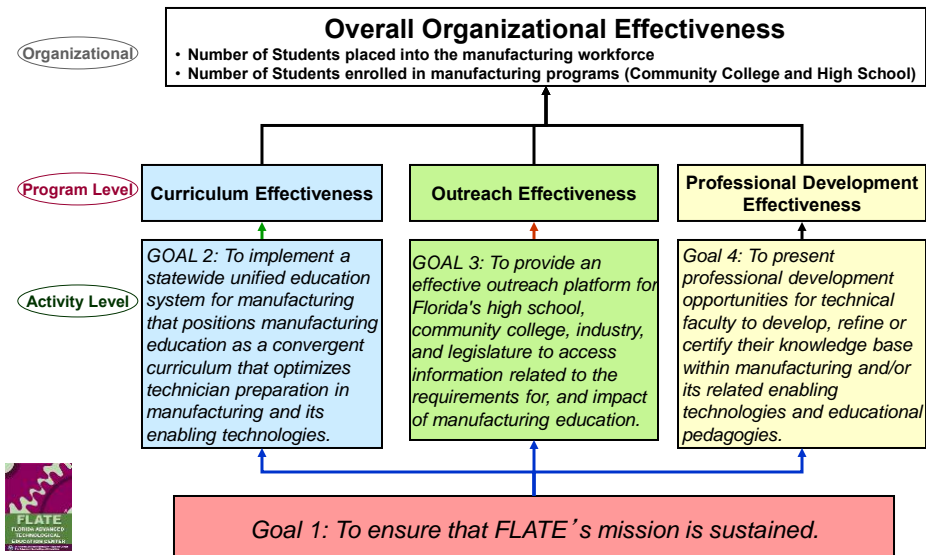 Overall Organizational Effectiveness
Organizational
• Number of Students placed into the manufacturing workforce
• Number of Students enrolled in manufacturing programs (Community College and High School)
Program Level
Curriculum Effectiveness
Outreach Effectiveness
Professional Development
Effectiveness
Activity Level
GOAL 2: To implement a
statewide unified education
system for manufacturing
that positions manufacturing
education as a convergent
curriculum that optimizes
technician preparation in
manufacturing and its
enabling technologies.
GOAL 3: To provide an
effective outreach platform for
Florida's high school,
community college, industry,
and legislature to access
information related to the
requirements for, and impact
of manufacturing education.
Goal 4: To present
professional development
opportunities for technical
faculty to develop, refine or
certify their knowledge base
within manufacturing and/or
its related enabling
technologies and educational
pedagogies.
FLATE
FLORIDA ADVANCED
TECHNOLOGICAL
EDUCATION CENTER
Goal 1: To ensure that FLATE's mission is sustained.